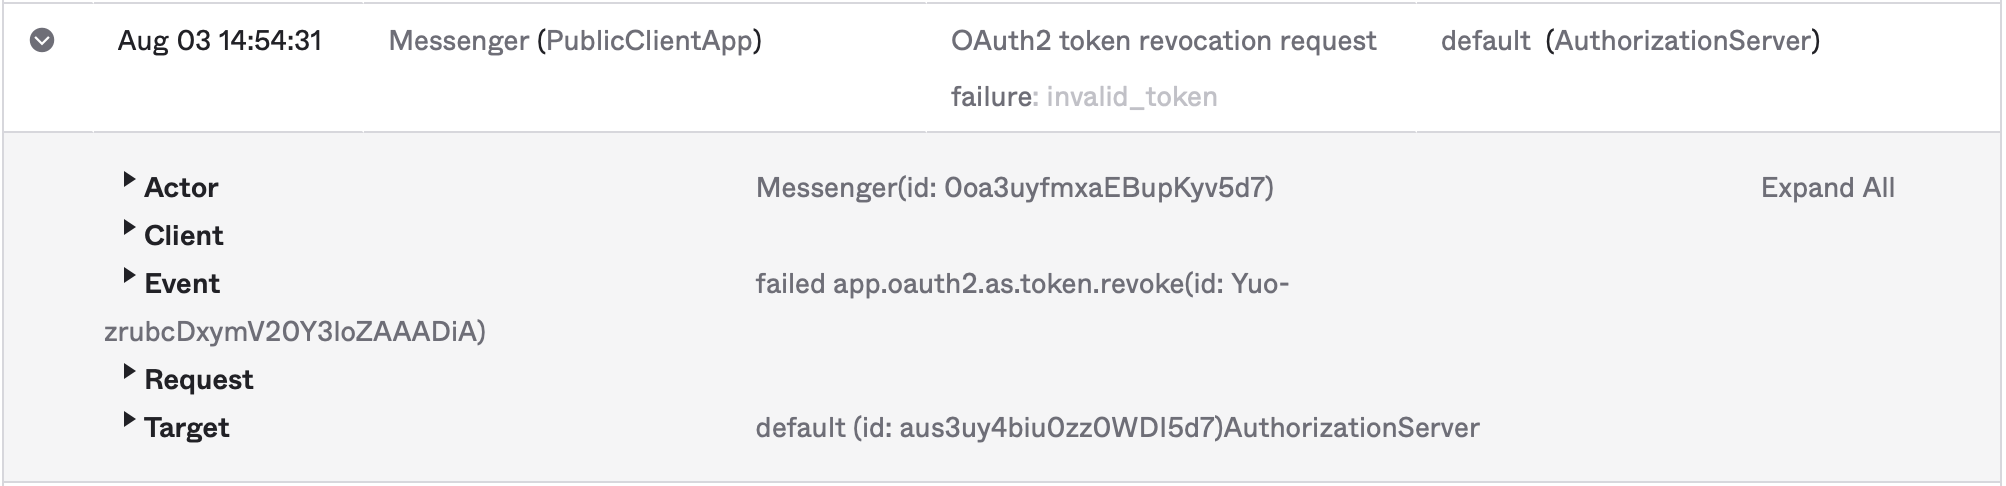 Aug 03 14:54:31 Messenger (PublicClientApp) OAuth2 token revocation request default (AuthorizationServer)
failure: invalid_token
Actor Messenger(id: 0oa3uyfmxaEBupKyv5d7) Expand All
Client
Event failed app.oauth2.as.token.revoke(id: Yuo-
zrubcDxymV20Y3IoZAAADiA)
Request
Target default (id: aus3uy4biu0zz0WDI5d7)AuthorizationServer